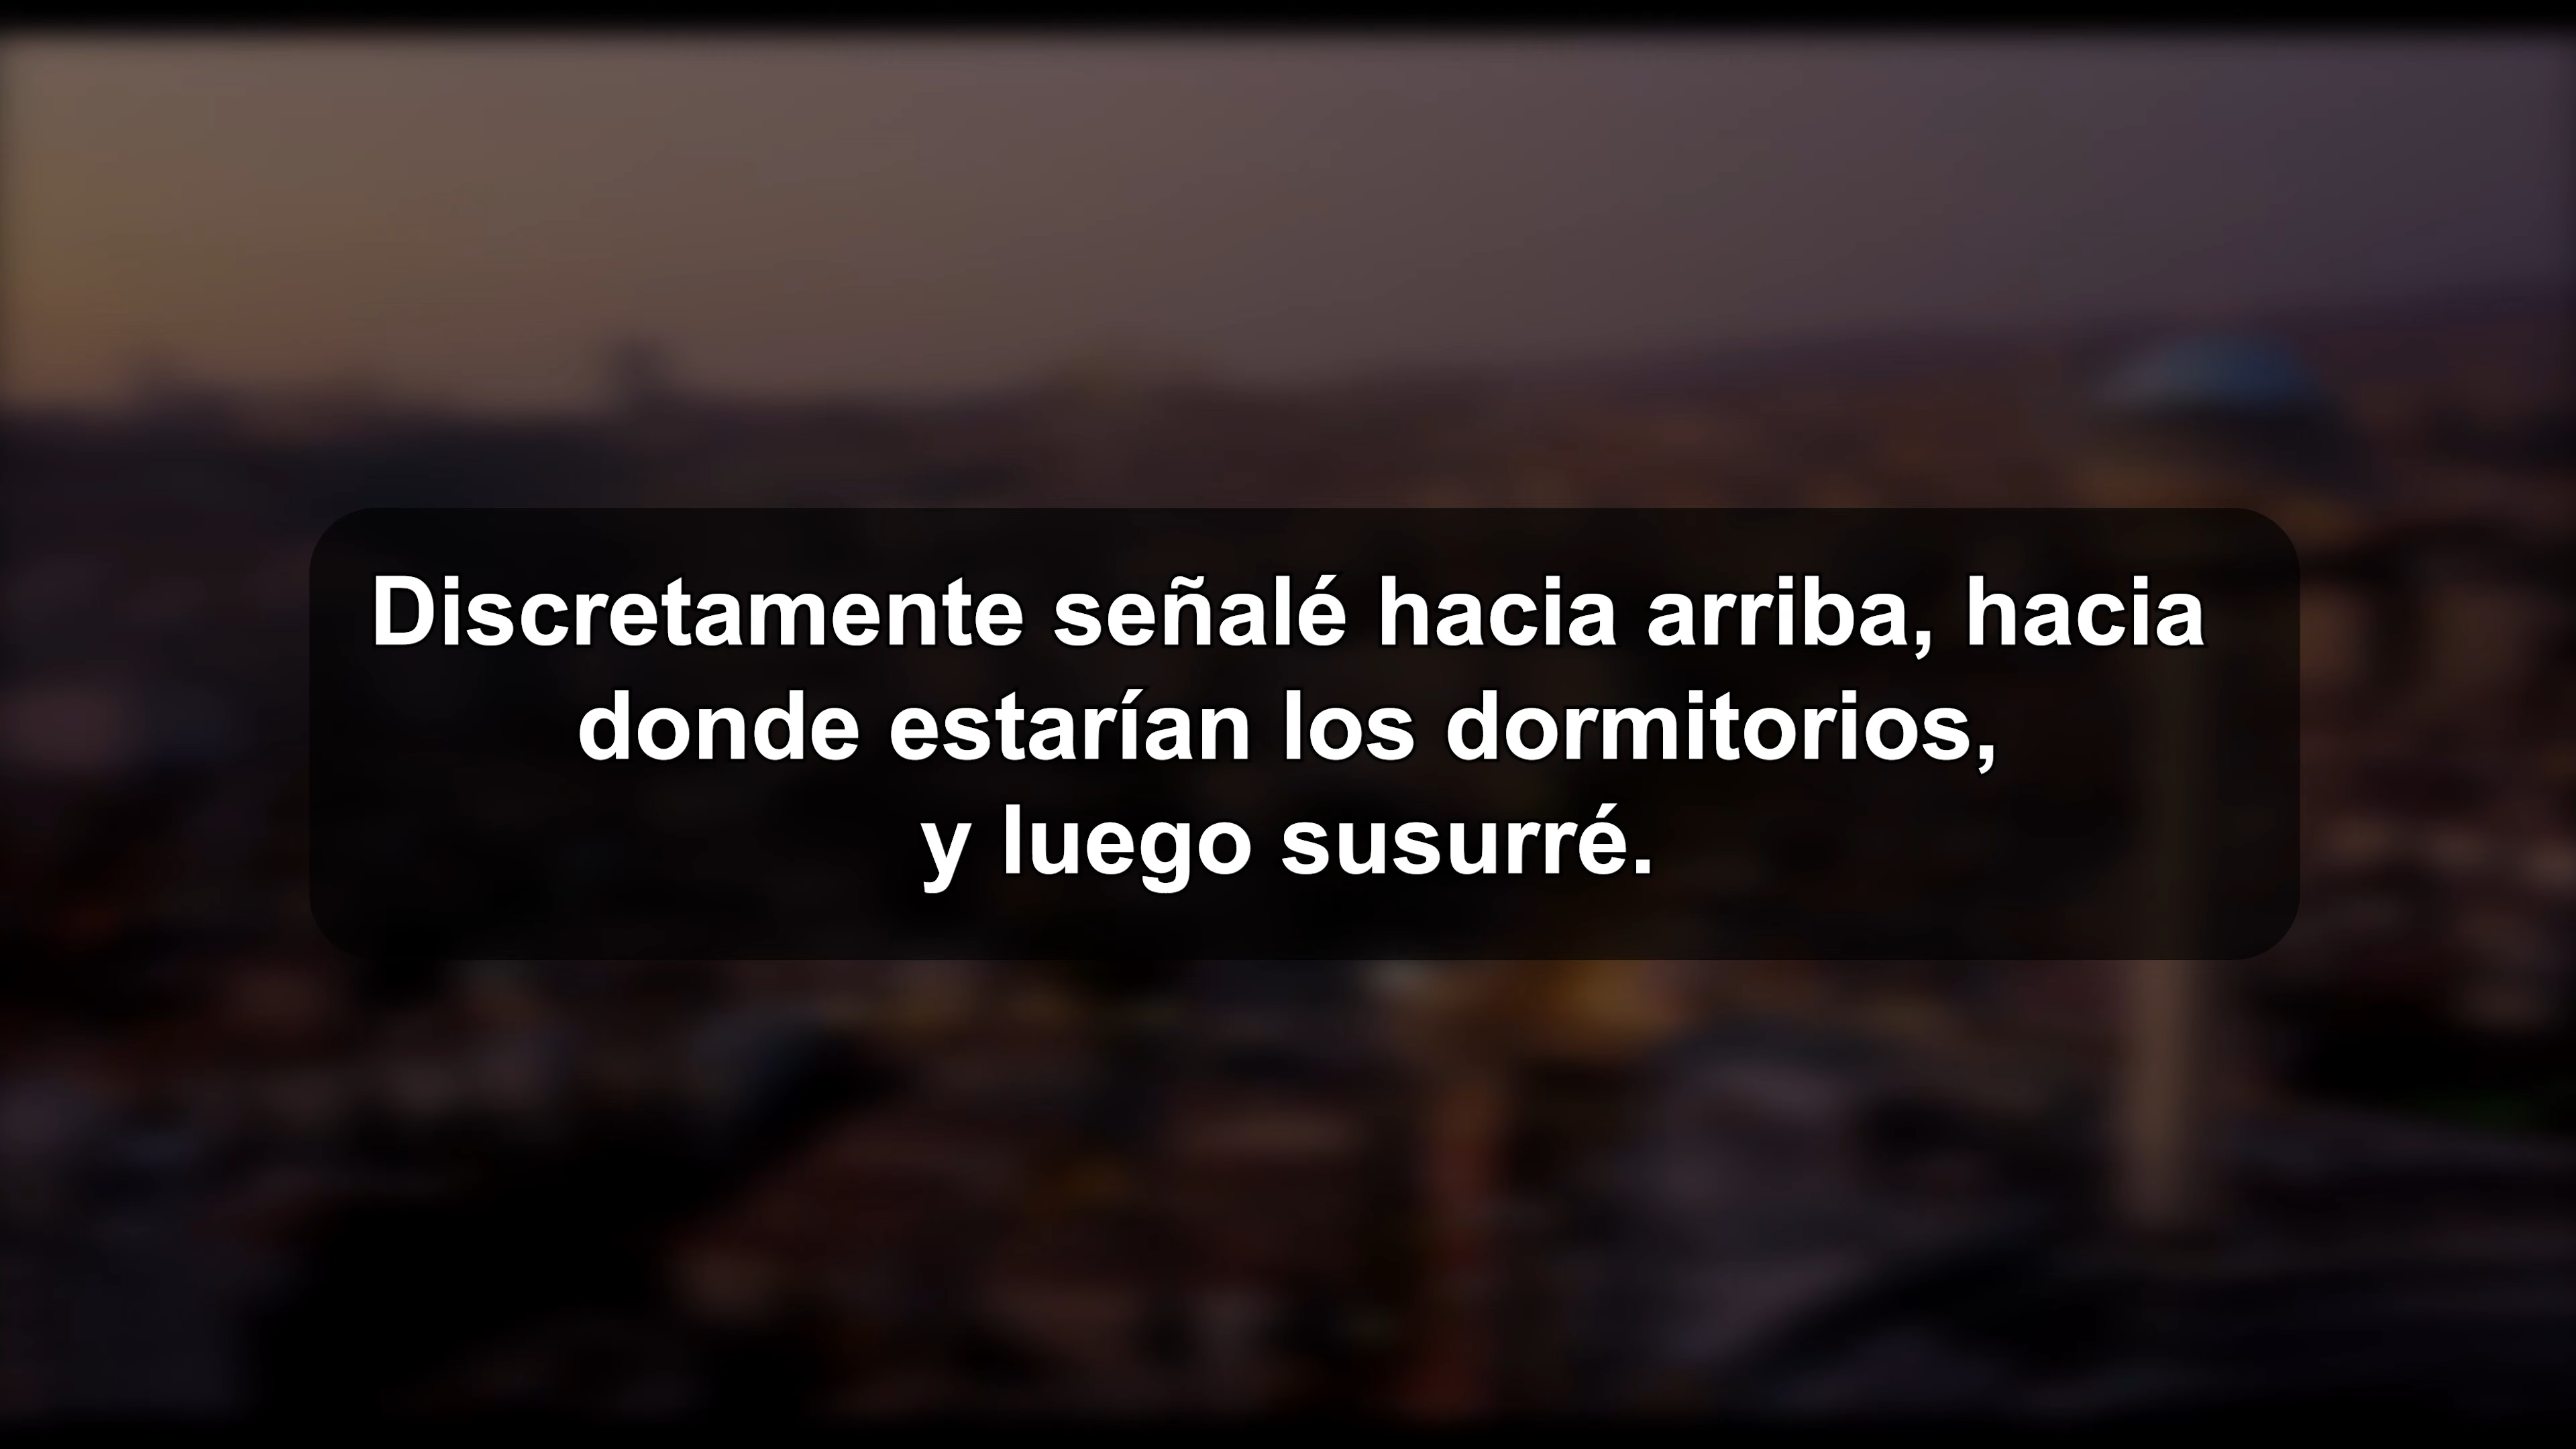 Discretamente señalé hacia arriba, hacia
donde estarían los dormitorios,
y luego susurré.